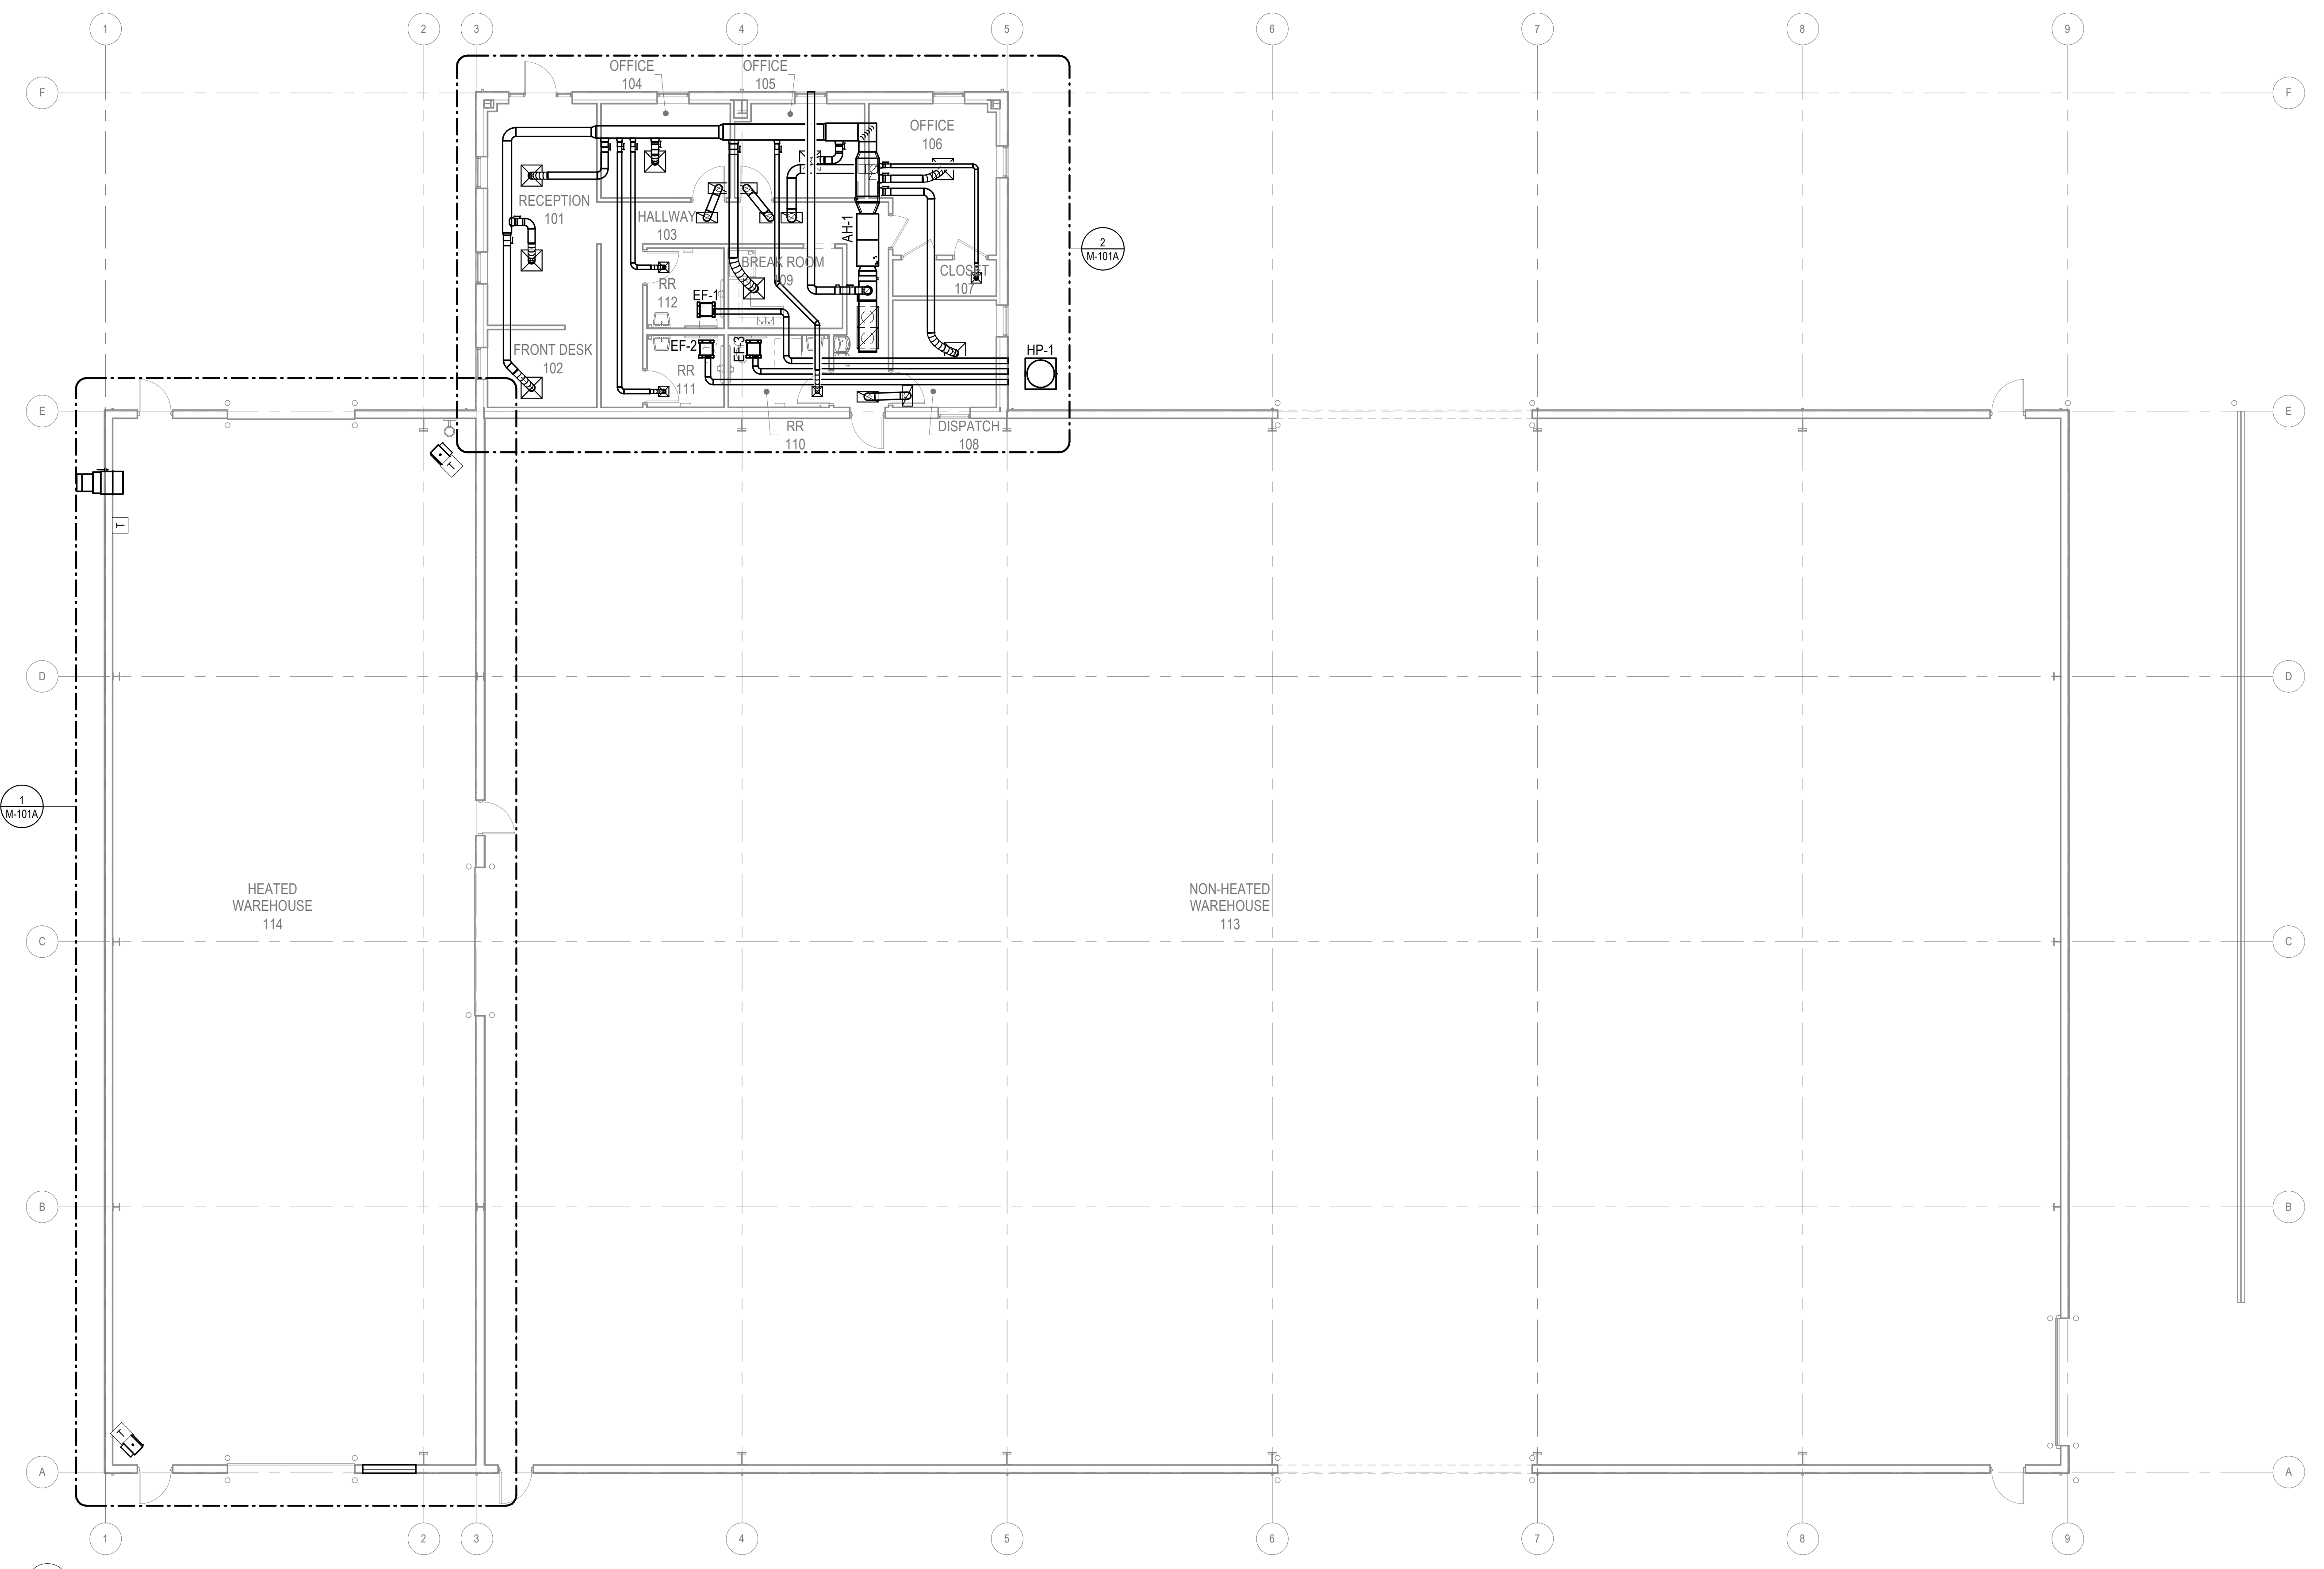 1
2
3
4
5
6
7
8
9
F
F
OFFICE
104
OFFICE
105
OFFICE
106
RECEPTION
101
HALLWAY
103
AH-1
2
M-101A
BREAK ROOM
109
CLOSET
107
RR
112
EF-1
EF-2
EF-3
HP-1
FRONT DESK
102
RR
111
E
E
RR
110
DISPATCH
108
T
T
D
D
1
M-101A
HEATED
WAREHOUSE
114
NON-HEATED
WAREHOUSE
113
C
C
B
B
T
A
A
1
2
3
4
5
6
7
8
9